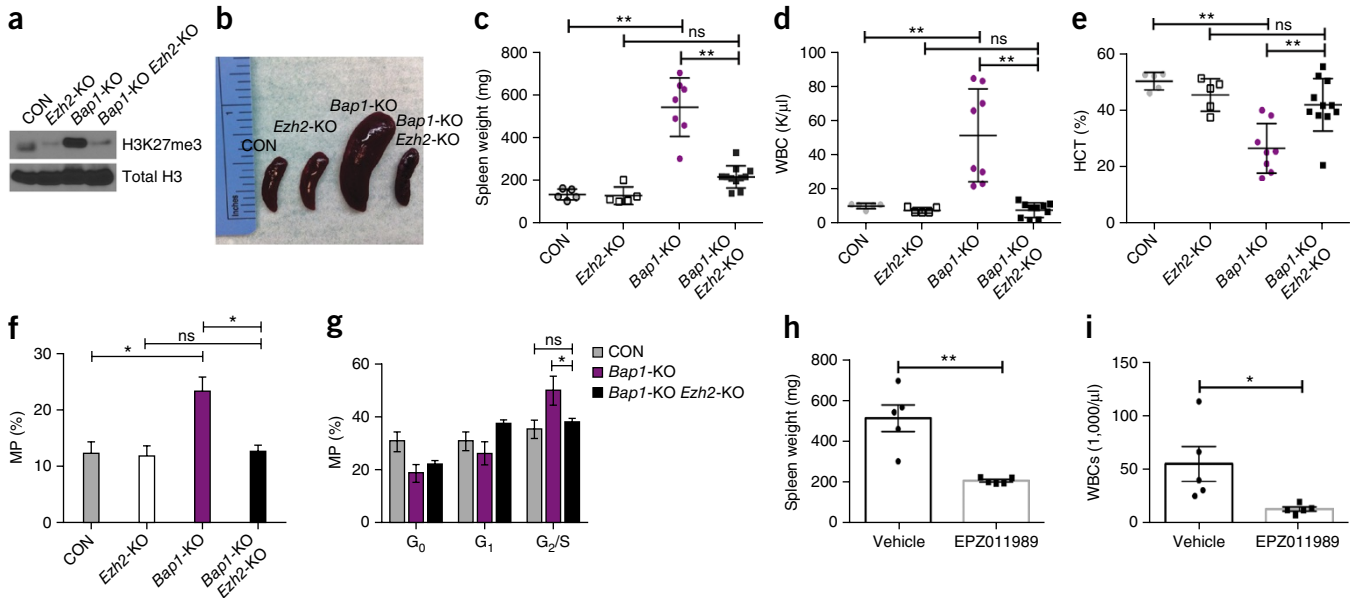 a
CON
Ezh2-KO
Bap1-KO
Bap1-KO Ezh2-KO
H3K27me3
Total H3
b
1
Inches
CON
Ezh2-KO
Bap1-KO
Bap1-KO
Ezh2-KO
c
**
ns
**
Spleen weight (mg)
800
600
400
200
0
CON
Ezh2-KO
Bap1-KO
Bap1-KO
Ezh2-KO
d
**
ns
**
WBC (K/µl)
100
80
60
40
20
0
CON
Ezh2-KO
Bap1-KO
Bap1-KO
Ezh2-KO
e
**
ns
**
HCT (%)
60
40
20
0
CON
Ezh2-KO
Bap1-KO
Bap1-KO
Ezh2-KO
f
*
ns
*
MP (%)
30
20
10
0
CON
Ezh2-KO
Bap1-KO
Bap1-KO
Ezh2-KO
g
ns
*
CON
Bap1-KO
Bap1-KO Ezh2-KO
MP (%)
60
40
20
0
G0
G1
G2/S
h
**
Spleen weight (mg)
800
600
400
200
0
Vehicle
EPZ011989
i
*
WBCs (1,000/µl)
150
100
50
0
Vehicle
EPZ011989